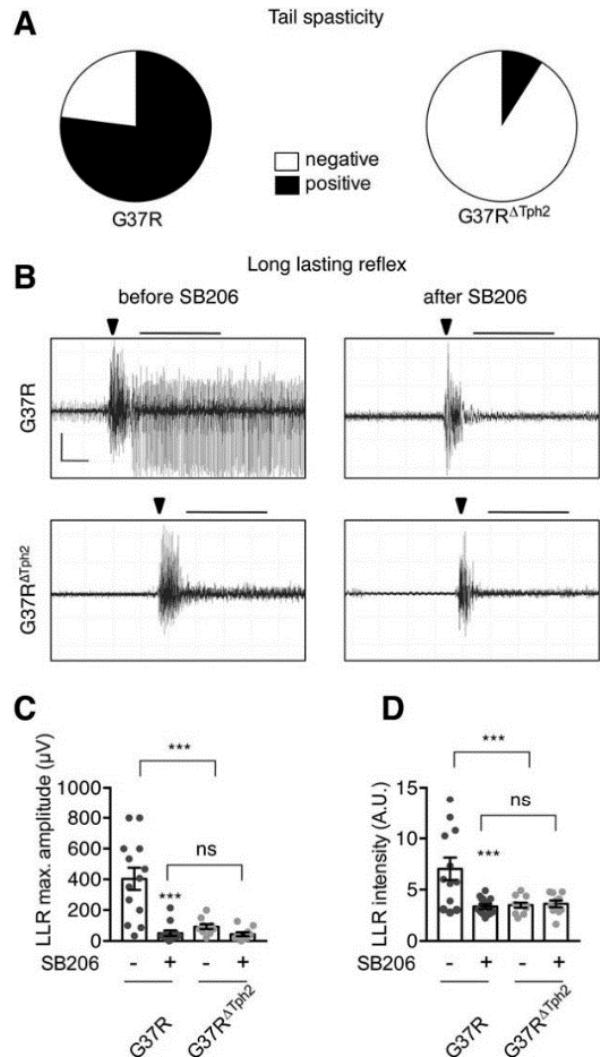 A
Tail spasticity
negative
positive
G37R
G37RΔTph2
B
Long lasting reflex
before SB206
after SB206
G37R
G37RΔTph2
C
LLR max. amplitude (μV)
1000
800
600
400
200
0
***
ns
***
SB206
- + - +
G37R
G37RΔTph2
D
LLR intensity (A.U.)
15
10
5
0
***
ns
***
SB206
- + - +
G37R
G37RΔTph2